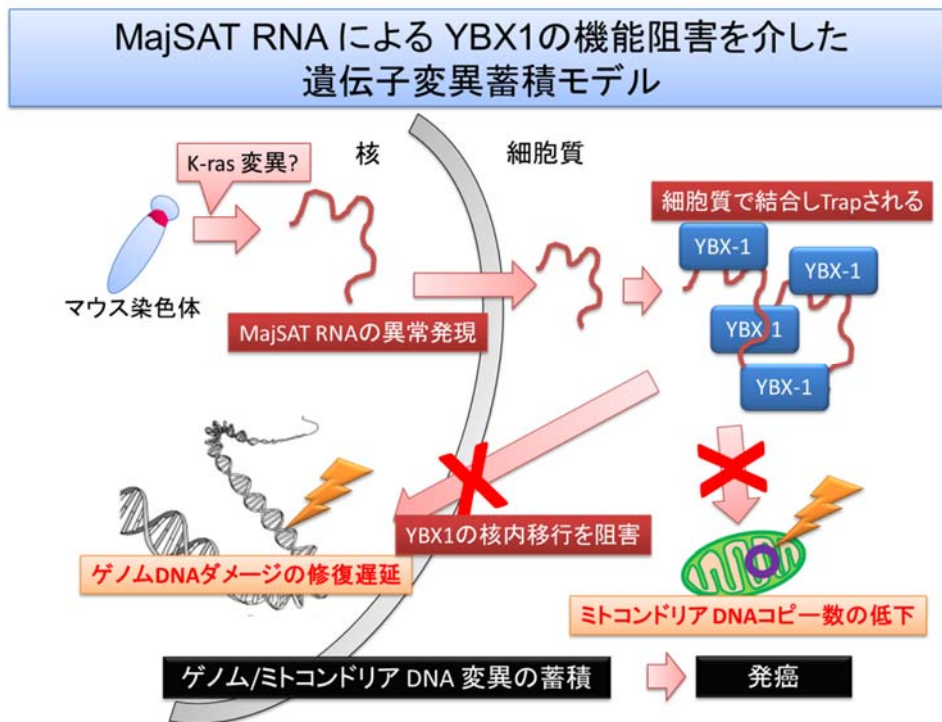 MajSAT RNA による YBX1の機能阻害を介した
遺伝子変異蓄積モデル
K-ras 変異?
核
細胞質
マウス染色体
MajSAT RNAの異常発現
細胞質で結合しTrapされる
YBX-1
YBX-1
YBX-1
YBX-1
YBX1の核内移行を阻害
ゲノムDNAダメージの修復遅延
ミトコンドリア DNAコピー数の低下
ゲノム/ミトコンドリア DNA 変異の蓄積
発癌